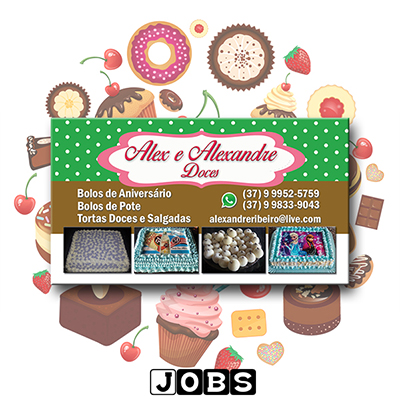 Alex e Alexandre
Doces
Bolos de Aniversário
Bolos de Pote
Tortas Doces e Salgadas
(37) 9 9952-5759
(37) 9 9833-9043
alexandreribeiro@live.com
JOBS